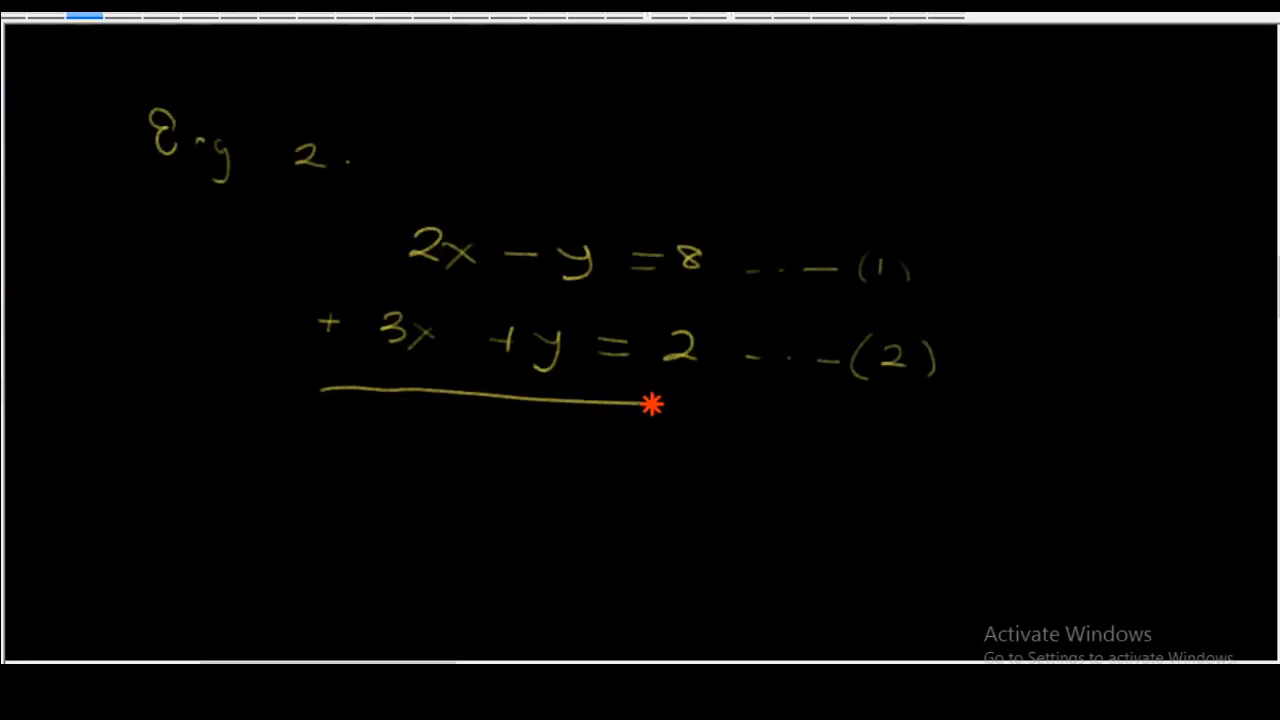 E.g 2.
2x - y = 8 ... - (1)
+ 3x + y = 2 ... - (2)
Activate Windows
Go to Settings to activate Windows.